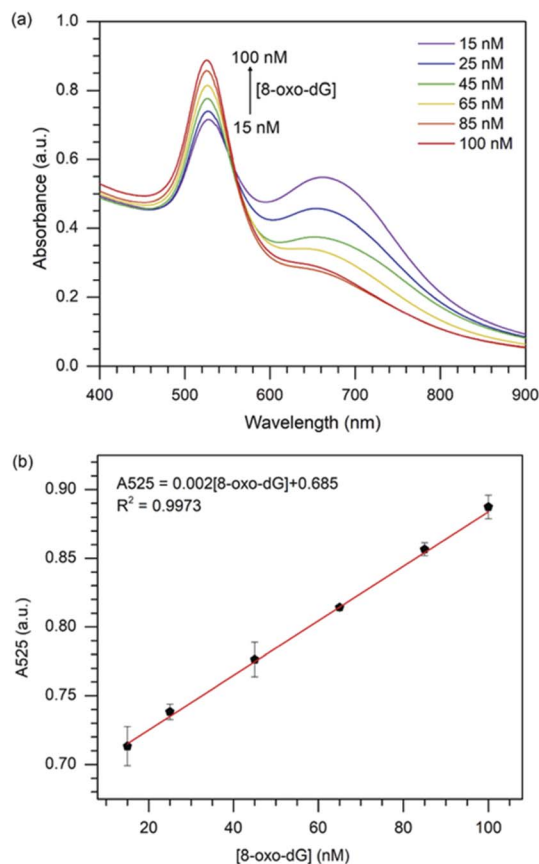 (a)
1.0
0.8
0.6
0.4
0.2
0.0
Absorbance (a.u.)
100 nM
[8-oxo-dG]
15 nM
15 nM
25 nM
45 nM
65 nM
85 nM
100 nM
400 500 600 700 800 900
Wavelength (nm)
(b)
A525 = 0.002[8-oxo-dG]+0.685
R² = 0.9973
0.90
0.85
0.80
0.75
0.70
A525 (a.u.)
20 40 60 80 100
[8-oxo-dG] (nM)